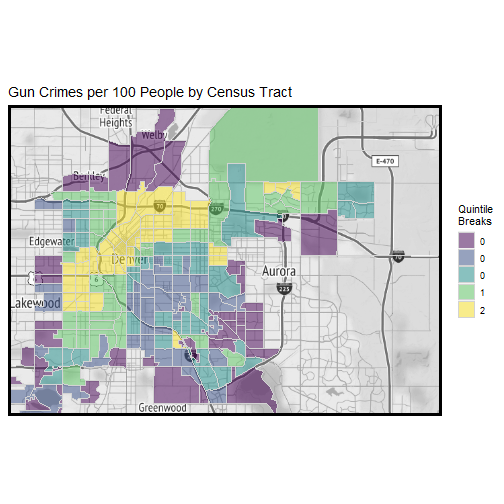 Gun Crimes per 100 People by Census Tract
Federal
Heights
Welby
Berkley
E-470
70
270
Edgewater
Denver
70
6
Aurora
225
Lakewood
Greenwood
Quintile
Breaks
0
0
0
1
2